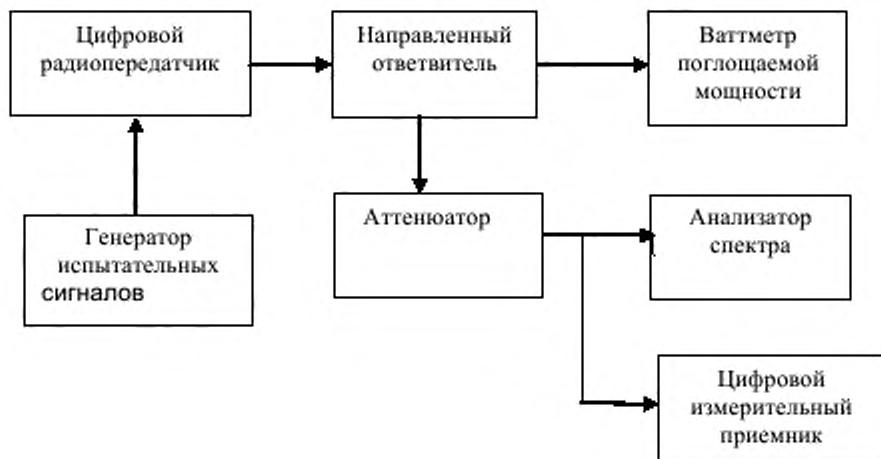 Цифровой
радиопередатчик
Направленный
ответвитель
Ваттметр
поглощаемой
мощности
Генератор
испытательных
сигналов
Аттенюатор
Анализатор
спектра
Цифровой
измерительный
приемник